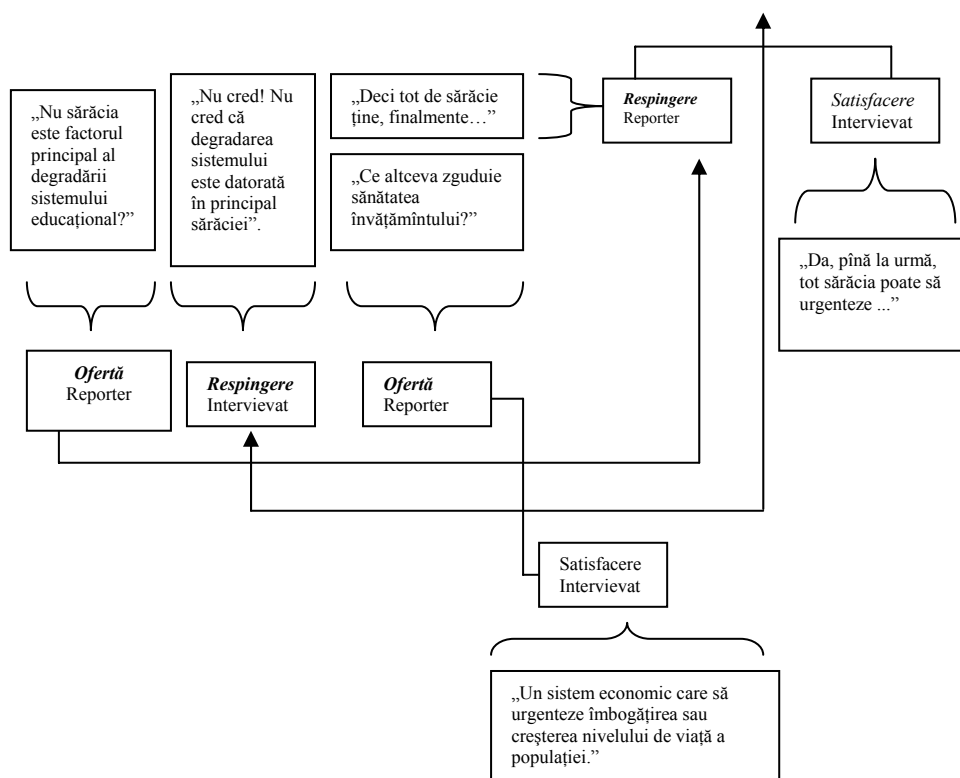 „Nu sărăcia
este factorul
principal al
degradării
sistemului
educațional?”
„Nu cred! Nu
cred că
degradarea
sistemului
este datorată
în principal
sărăciei”.
„Deci tot de sărăcie
ține, finalmente…”
„Ce altceva zguduie
sănătatea
învățămîntului?”
Respingere
Reporter
Satisfacere
Intervievat
„Da, pînă la urmă,
tot sărăcia poate să
urgenteze ...”
Ofertă
Reporter
Respingere
Intervievat
Ofertă
Reporter
Satisfacere
Intervievat
„Un sistem economic care să
urgenteze îmbogățirea sau
creşterea nivelului de viață a
populației.”